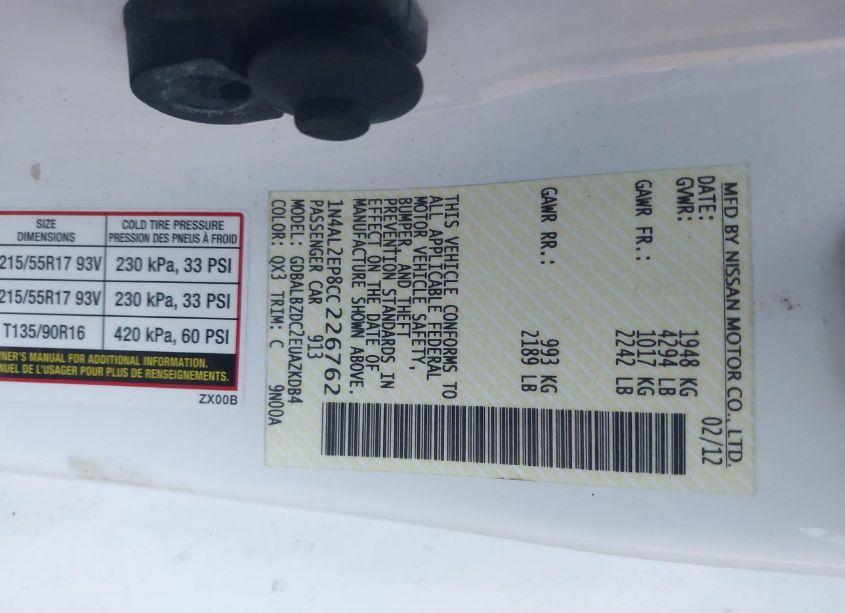 SIZE
DIMENSIONS
COLD TIRE PRESSURE
PRESSION DES PNEUS À FROID
215/55R17 93V
230 kPa, 33 PSI
215/55R17 93V
230 kPa, 33 PSI
T135/90R16
420 kPa, 60 PSI
NER'S MANUAL FOR ADDITIONAL INFORMATION.
NUEL DE L'USAGER POUR PLUS DE RENSEIGNEMENTS.
ZX00B
MFD BY NISSAN MOTOR CO., LTD.
DATE: 02/12
GVWR: 1948 KG
4294 LB
GAWR FR.: 1017 KG
2242 LB
GAWR RR.: 993 KG
2189 LB
THIS VEHICLE CONFORMS TO
ALL APPLICABLE FEDERAL
MOTOR VEHICLE SAFETY,
BUMPER, AND THEFT
PREVENTION STANDARDS IN
EFFECT ON THE DATE OF
MANUFACTURE SHOWN ABOVE.
1N4AL2EP8CC226762
PASSENGER CAR 913
MODEL: GDBALBZDC2EUAZKDB4
COLOR: QX3 TRIM: C 9N00A